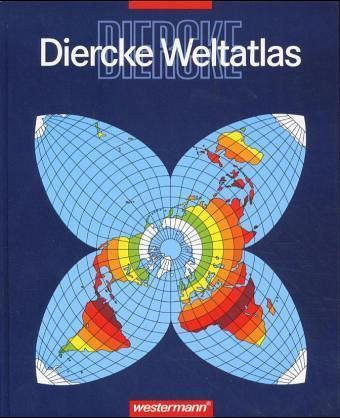 DIERCKE
Diercke Weltatlas
westermann